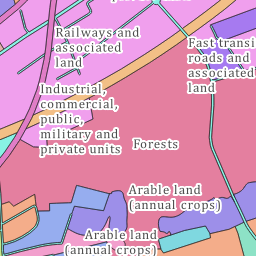 Railways and
associated
land
Fast transi
roads and
associated
land
Industrial,
commercial,
public,
military and
private units
Forests
Arable land
(annual crops)
Arable land
(annual crops)